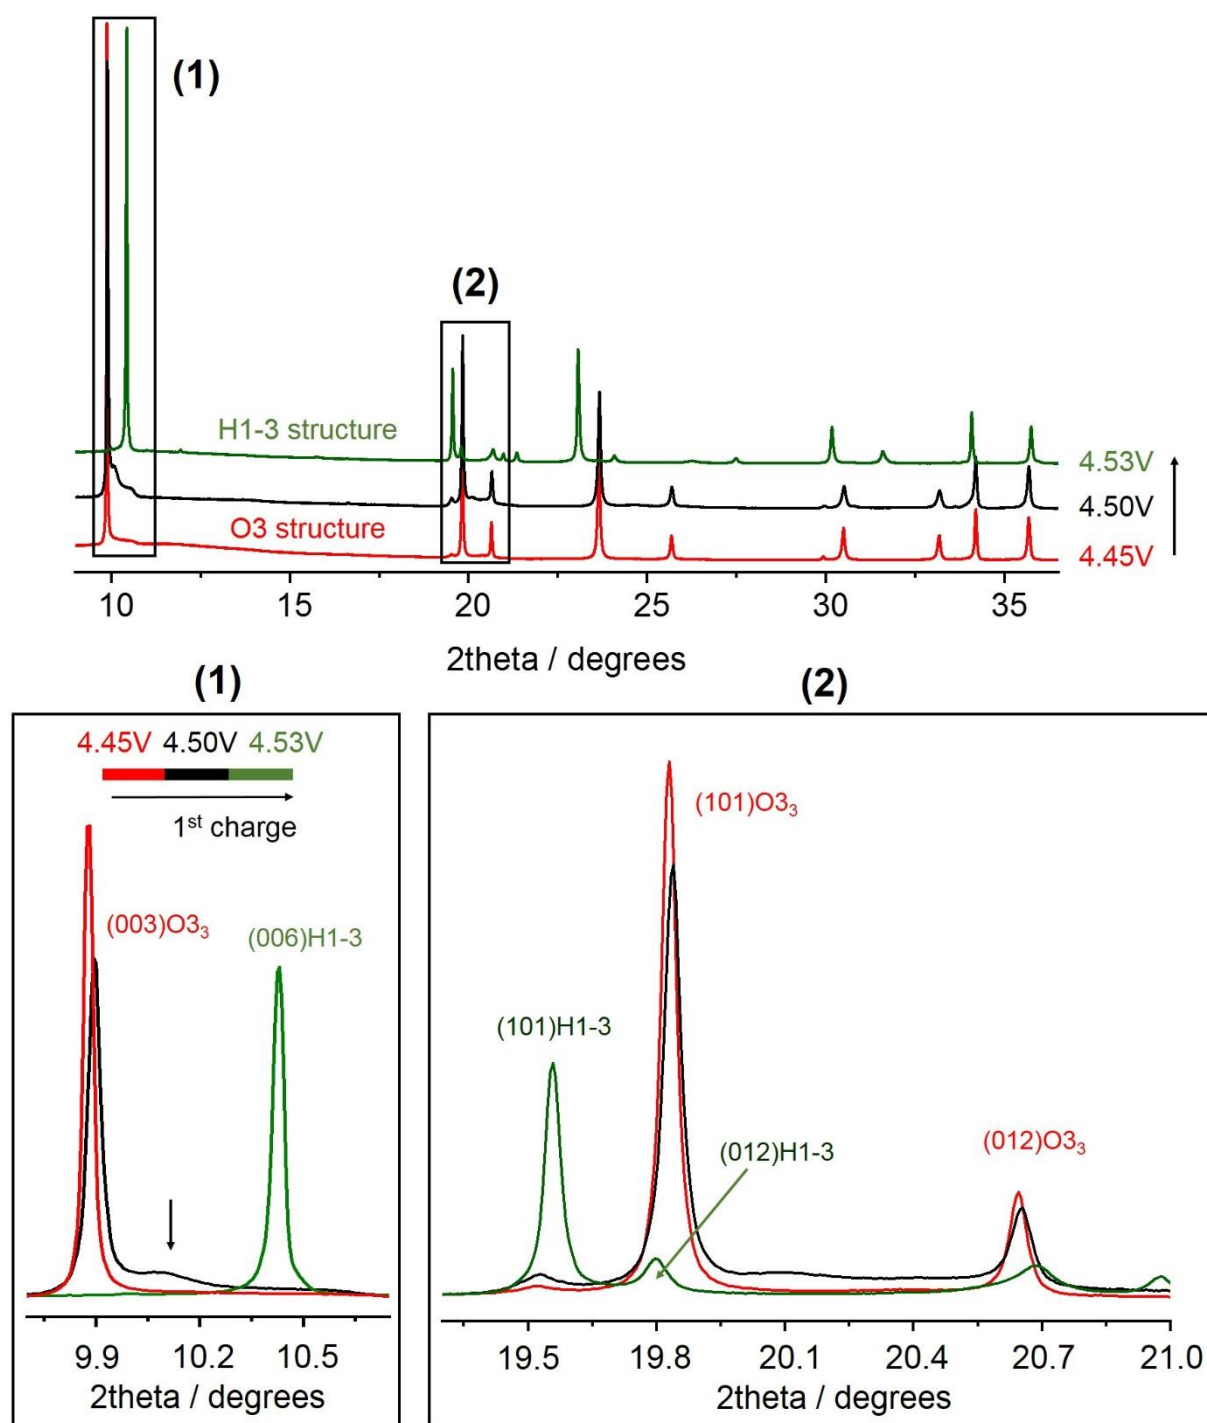 (1)
(2)
H1-3 structure
4.53V
4.50V
O3 structure
4.45V
10 15 20 25 30 35
2theta / degrees
(1)
4.45V 4.50V 4.53V
1st charge
(003)O3₃
(006)H1-3
9.9 10.2 10.5
2theta / degrees
(2)
(101)O3₃
(101)H1-3
(012)H1-3
(012)O3₃
19.5 19.8 20.1 20.4 20.7 21.0
2theta / degrees